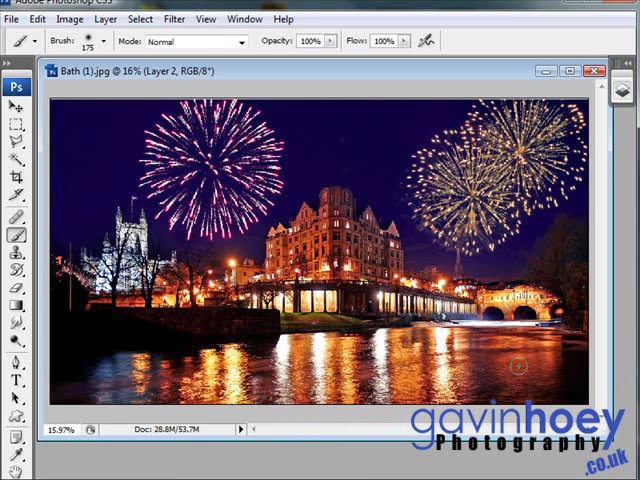 Adobe Photoshop CS3
File Edit Image Layer Select Filter View Window Help
Brush: 175 Mode: Normal Opacity: 100% Flow: 100%
Bath (1).jpg @ 16% (Layer 2, RGB/8*)
Ps
T
15.97% Doc: 28.8M/53.7M
gavinhoey
Photography
.co.uk